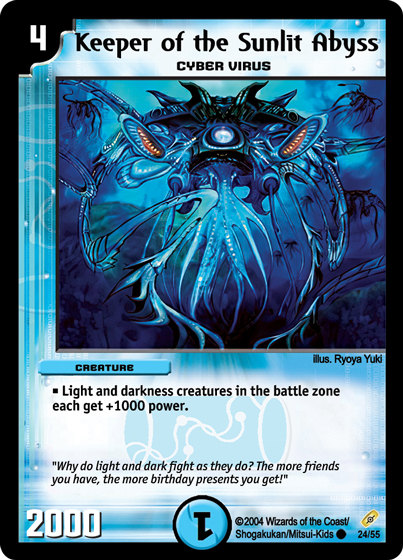 4 Keeper of the Sunlit Abyss
CYBER VIRUS
illus. Ryoya Yuki
CREATURE
▪ Light and darkness creatures in the battle zone
each get +1000 power.
"Why do light and dark fight as they do? The more friends
you have, the more birthday presents you get!"
2000
1
©2004 Wizards of the Coast/
Shogakukan/Mitsui-Kids ● 24/55